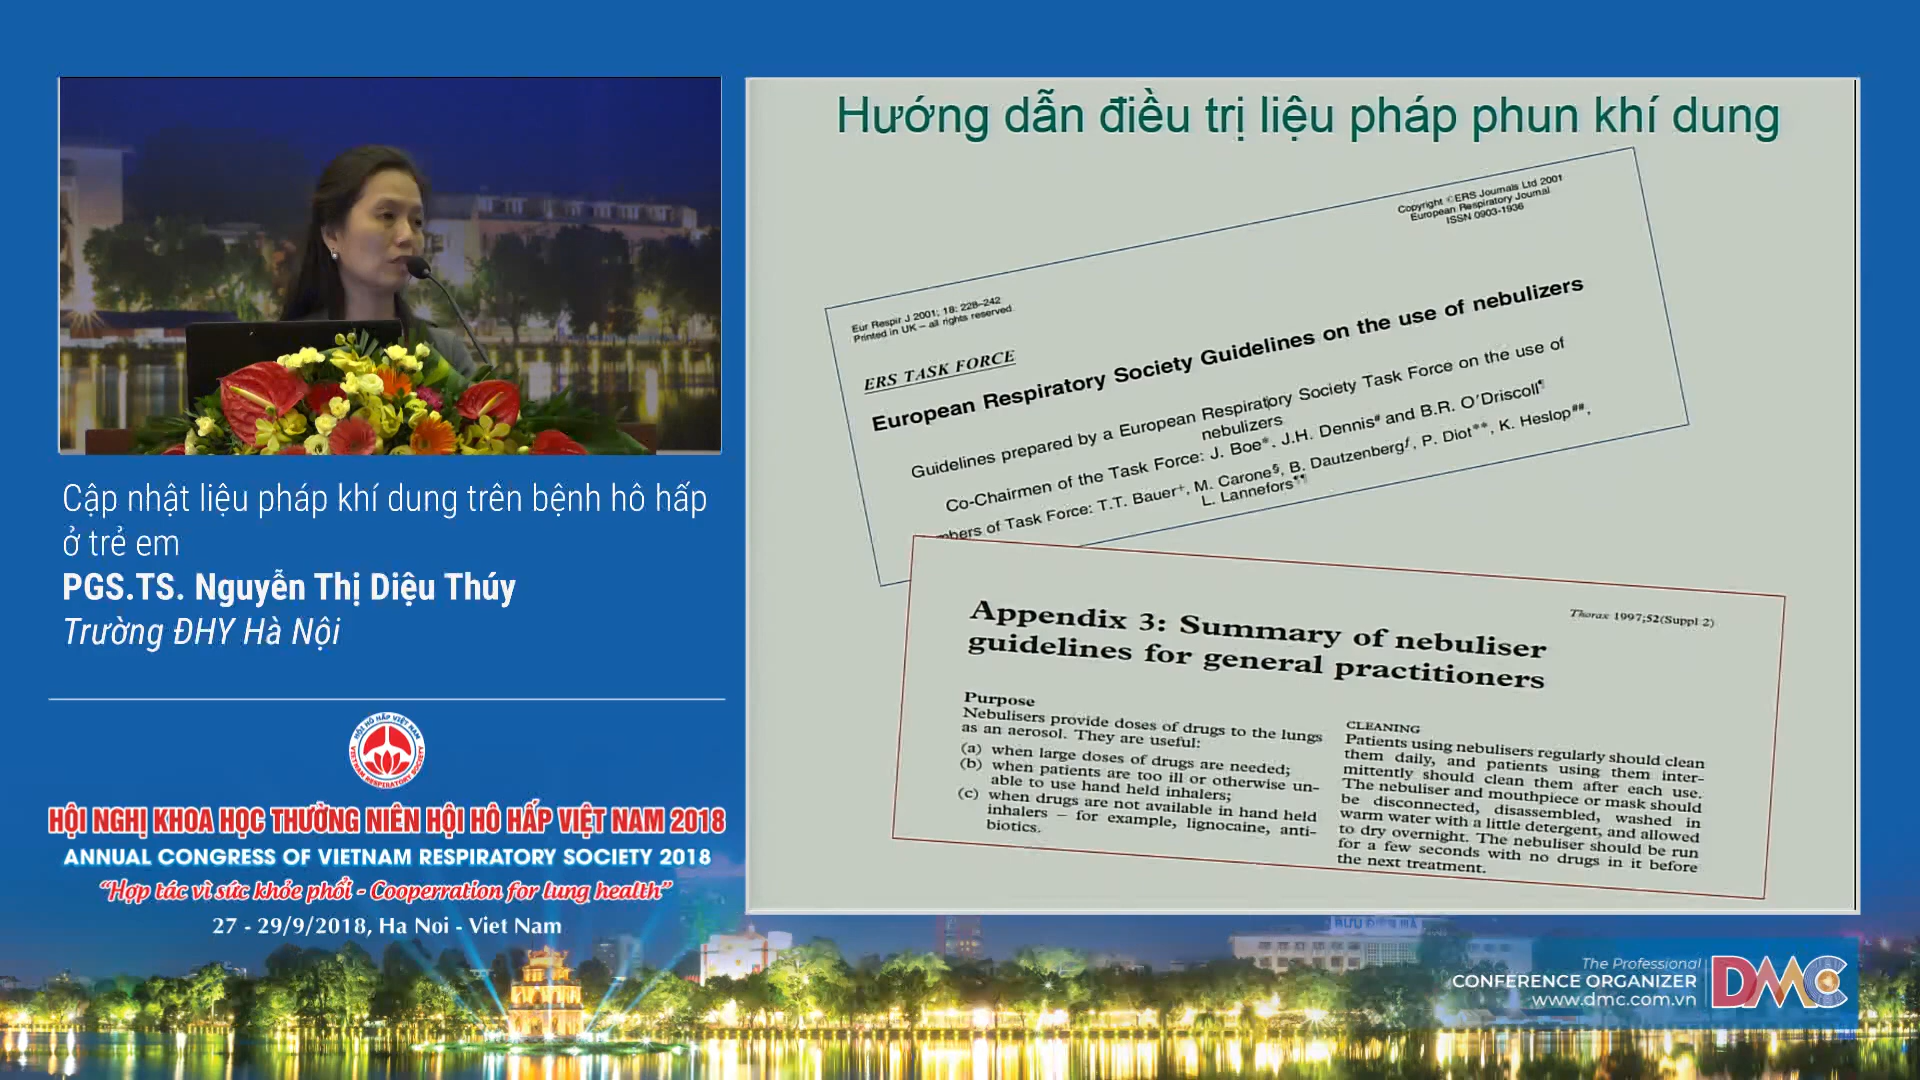 Cập nhật liệu pháp khí dung trên bệnh hô hấp
ở trẻ em
PGS.TS. Nguyễn Thị Diệu Thúy
Trường ĐHY Hà Nội
HỘI HÔ HẤP VIỆT NAM
VIETNAM RESPIRATORY SOCIETY
HỘI NGHỊ KHOA HỌC THƯỜNG NIÊN HỘI HÔ HẤP VIỆT NAM 2018
ANNUAL CONGRESS OF VIETNAM RESPIRATORY SOCIETY 2018
“Hợp tác vì sức khỏe phổi - Cooperration for lung health”
27 - 29/9/2018, Ha Noi - Viet Nam
Hướng dẫn điều trị liệu pháp phun khí dung
Copyright ©ERS Journals Ltd 2001
European Respiratory Journal
ISSN 0903-1936
Eur Respir J 2001; 18: 228–242
Printed in UK – all rights reserved
ERS TASK FORCE
European Respiratory Society Guidelines on the use of nebulizers
Guidelines prepared by a European Respiratory Society Task Force on the use of
nebulizers
Co-Chairmen of the Task Force: J. Boe*, J.H. Dennis# and B.R. O'Driscoll¶
of Task Force: T.T. Bauer+, M. Carone§, B. Dautzenbergƒ, P. Diot**, K. Heslop##,
L. Lannefors¶¶
Thorax 1997;52(Suppl 2)
Appendix 3: Summary of nebuliser
guidelines for general practitioners
Purpose
Nebulisers provide doses of drugs to the lungs
as an aerosol. They are useful:
(a) when large doses of drugs are needed;
(b) when patients are too ill or otherwise un-
able to use hand held inhalers;
(c) when drugs are not available in hand held
inhalers – for example, lignocaine, anti-
biotics.
CLEANING
Patients using nebulisers regularly should clean
them daily, and patients using them inter-
mittently should clean them after each use.
The nebuliser and mouthpiece or mask should
be disconnected, disassembled, washed in
warm water with a little detergent, and allowed
to dry overnight. The nebuliser should be run
for a few seconds with no drugs in it before
the next treatment.
BƯU ĐIỆN HÀ
The Professional
CONFERENCE ORGANIZER
www.dmc.com.vn
DMC